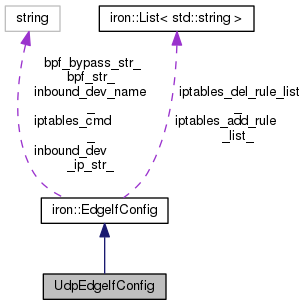 string
iron::List< std::string >
bpf_bypass_str_
bpf_str_
inbound_dev_name
_
iptables_cmd
_
inbound_dev
_ip_str_
iptables_del_rule_list
_
iptables_add_rule
_list_
iron::EdgeIfConfig
UdpEdgeIfConfig